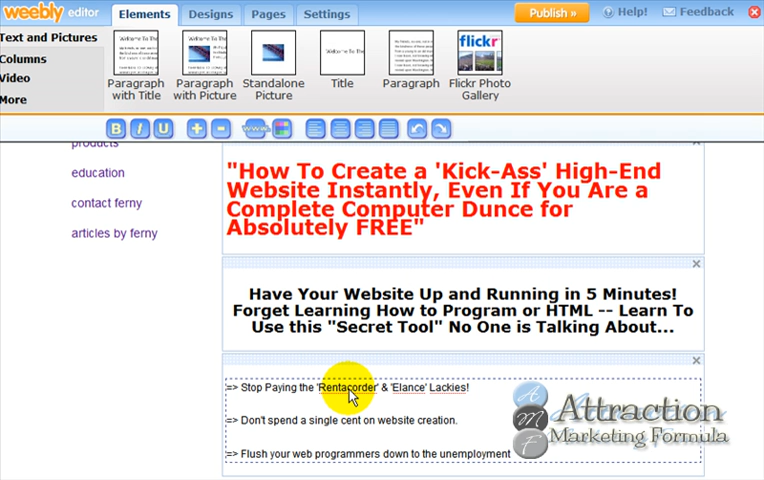 weebly editor
Elements Designs Pages Settings Publish » Help! Feedback
Text and Pictures
Columns
Video
More
Paragraph with Title
Paragraph with Picture
Standalone Picture
Title
Paragraph
flickr
Flickr Photo Gallery
B I U + - www
products
education
contact ferny
articles by ferny
"How To Create a 'Kick-Ass' High-End
Website Instantly, Even If You Are a
Complete Computer Dunce for
Absolutely FREE"
Have Your Website Up and Running in 5 Minutes!
Forget Learning How to Program or HTML -- Learn To
Use this "Secret Tool" No One is Talking About...
=> Stop Paying the 'Rentacorder' & 'Elance' Lackies!
=> Don't spend a single cent on website creation.
=> Flush your web programmers down to the unemployment
AMF
Attraction
Marketing Formula